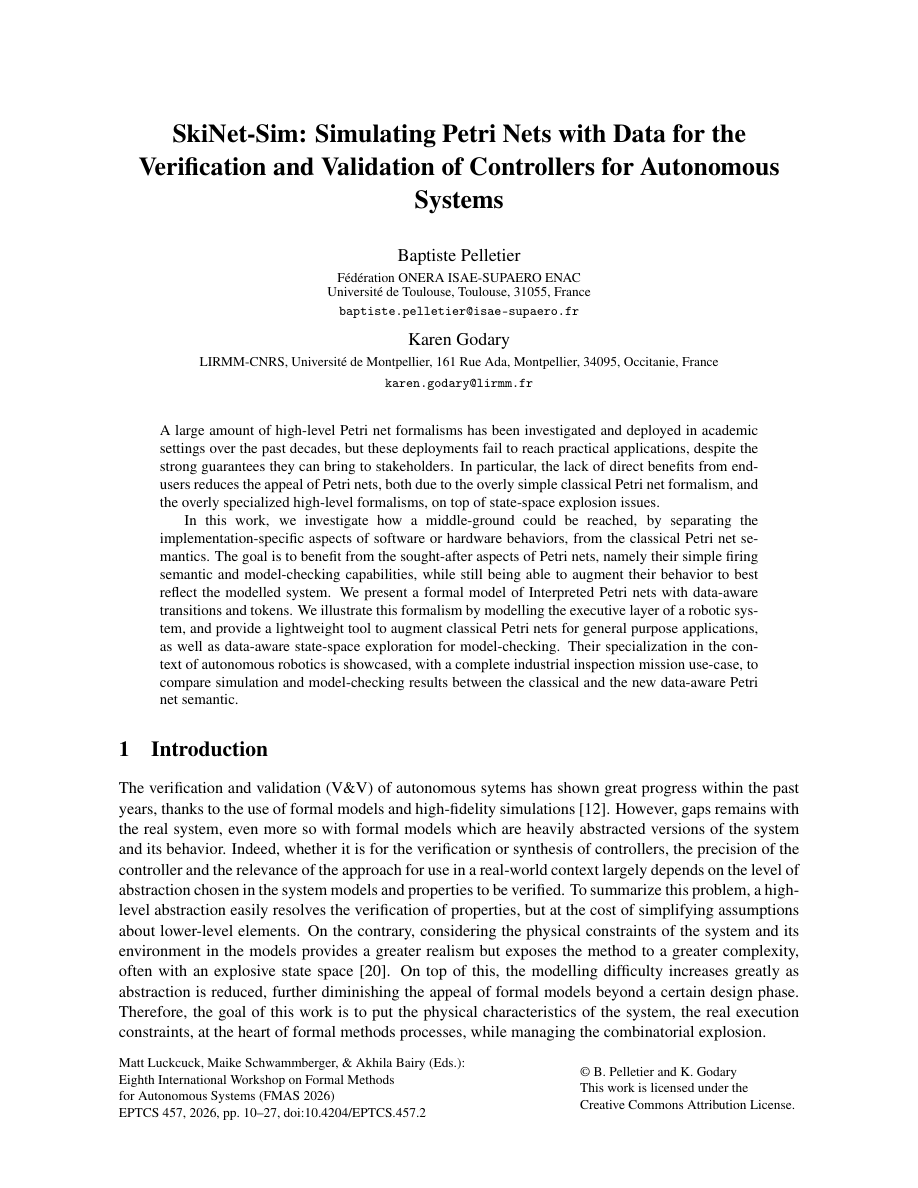 SkiNet-Sim: Simulating Petri Nets with Data for the
Verification and Validation of Controllers for Autonomous
Systems
Baptiste Pelletier
Fédération ONERA ISAE-SUPAERO ENAC
Université de Toulouse, Toulouse, 31055, France
baptiste.pelletier@isae-supaero.fr
Karen Godary
LIRMM-CNRS, Université de Montpellier, 161 Rue Ada, Montpellier, 34095, Occitanie, France
karen.godary@lirmm.fr
A large amount of high-level Petri net formalisms has been investigated and deployed in academic
settings over the past decades, but these deployments fail to reach practical applications, despite the
strong guarantees they can bring to stakeholders. In particular, the lack of direct benefits from end-
users reduces the appeal of Petri nets, both due to the overly simple classical Petri net formalism, and
the overly specialized high-level formalisms, on top of state-space explosion issues.
In this work, we investigate how a middle-ground could be reached, by separating the
implementation-specific aspects of software or hardware behaviors, from the classical Petri net se-
mantics. The goal is to benefit from the sought-after aspects of Petri nets, namely their simple firing
semantic and model-checking capabilities, while still being able to augment their behavior to best
reflect the modelled system. We present a formal model of Interpreted Petri nets with data-aware
transitions and tokens. We illustrate this formalism by modelling the executive layer of a robotic sys-
tem, and provide a lightweight tool to augment classical Petri nets for general purpose applications,
as well as data-aware state-space exploration for model-checking. Their specialization in the con-
text of autonomous robotics is showcased, with a complete industrial inspection mission use-case, to
compare simulation and model-checking results between the classical and the new data-aware Petri
net semantic.
1 Introduction
The verification and validation (V&V) of autonomous sytems has shown great progress within the past
years, thanks to the use of formal models and high-fidelity simulations [12]. However, gaps remains with
the real system, even more so with formal models which are heavily abstracted versions of the system
and its behavior. Indeed, whether it is for the verification or synthesis of controllers, the precision of the
controller and the relevance of the approach for use in a real-world context largely depends on the level of
abstraction chosen in the system models and properties to be verified. To summarize this problem, a high-
level abstraction easily resolves the verification of properties, but at the cost of simplifying assumptions
about lower-level elements. On the contrary, considering the physical constraints of the system and its
environment in the models provides a greater realism but exposes the method to a greater complexity,
often with an explosive state space [20]. On top of this, the modelling difficulty increases greatly as
abstraction is reduced, further diminishing the appeal of formal models beyond a certain design phase.
Therefore, the goal of this work is to put the physical characteristics of the system, the real execution
constraints, at the heart of formal methods processes, while managing the combinatorial explosion.
Matt Luckcuck, Maike Schwammberger, & Akhila Bairy (Eds.):
Eighth International Workshop on Formal Methods
for Autonomous Systems (FMAS 2026)
EPTCS 457, 2026, pp. 10–27, doi:10.4204/EPTCS.457.2
© B. Pelletier and K. Godary
This work is licensed under the
Creative Commons Attribution License.